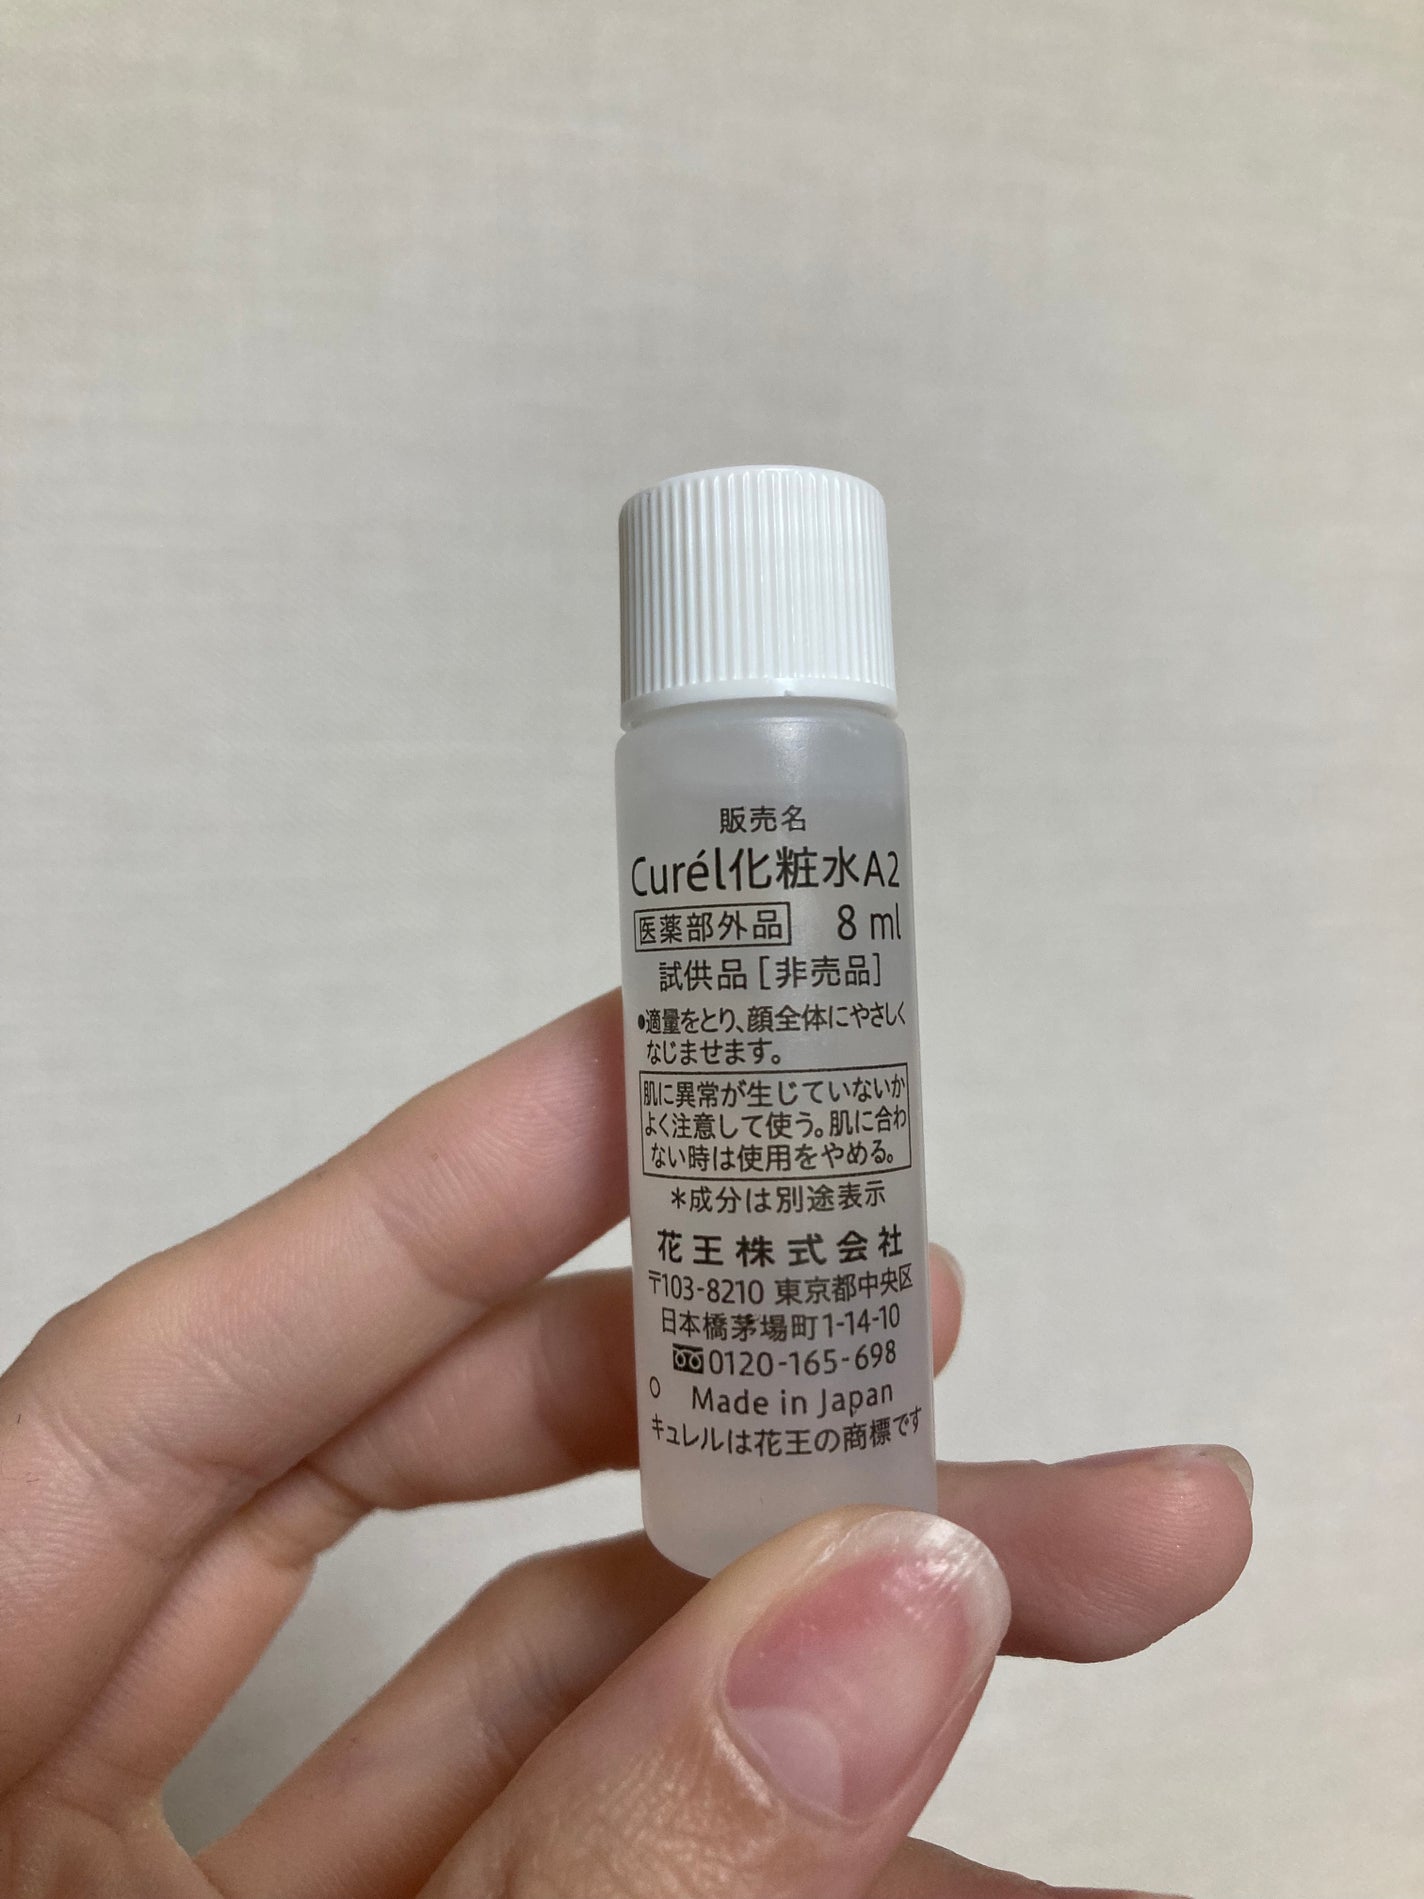 販売名
Curél化粧水A2
医薬部外品 8 ml
試供品[非売品]
●適量をとり、顔全体にやさしく
なじませます。
肌に異常が生じていないか
よく注意して使う。肌に合わ
ない時は使用をやめる。
＊成分は別途表示
花王株式会社
〒103-8210 東京都中央区
日本橋茅場町1-14-10
0120-165-698
Made in Japan
キュレルは花王の商標です